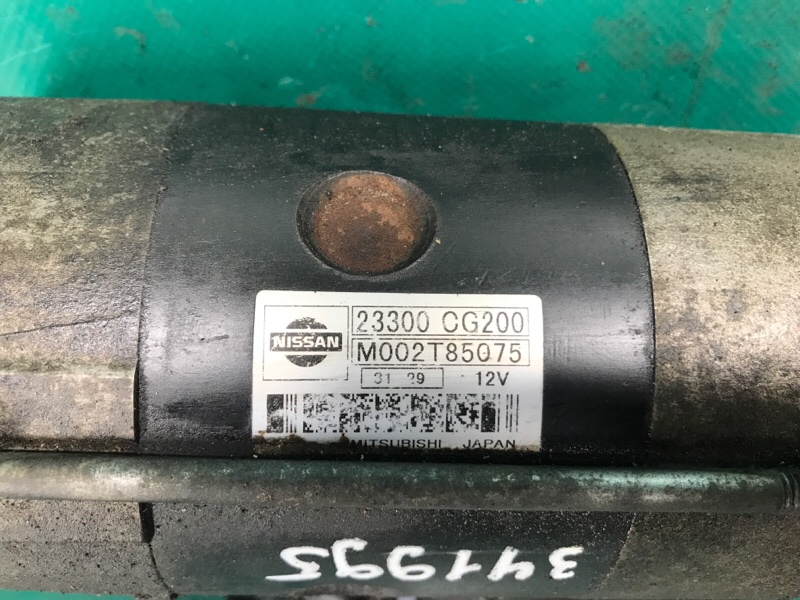 NISSAN
23300 CG200
M002T85075
31 29 12V
MITSUBISHI JAPAN
341995